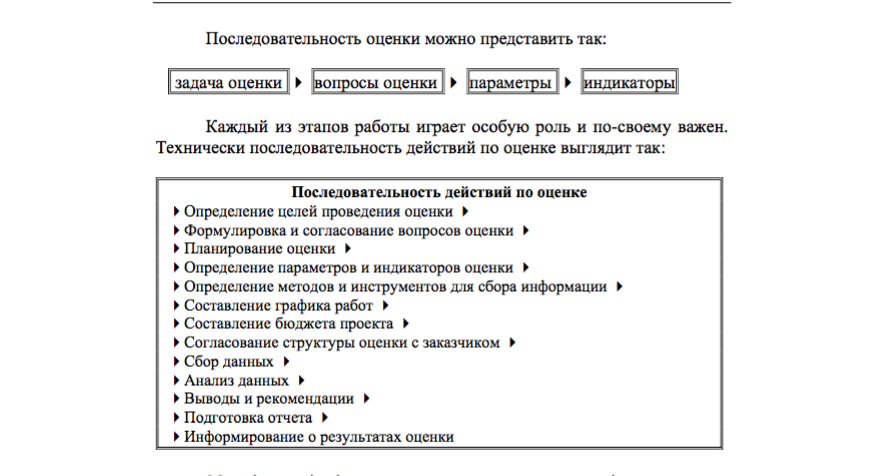 Последовательность оценки можно представить так:
задача оценки вопросы оценки параметры индикаторы
Каждый из этапов работы играет особую роль и по-своему важен.
Технически последовательность действий по оценке выглядит так:
Последовательность действий по оценке
Определение целей проведения оценки
Формулировка и согласование вопросов оценки
Планирование оценки
Определение параметров и индикаторов оценки
Определение методов и инструментов для сбора информации
Составление графика работ
Составление бюджета проекта
Согласование структуры оценки с заказчиком
Сбор данных
Анализ данных
Выводы и рекомендации
Подготовка отчета
Информирование о результатах оценки